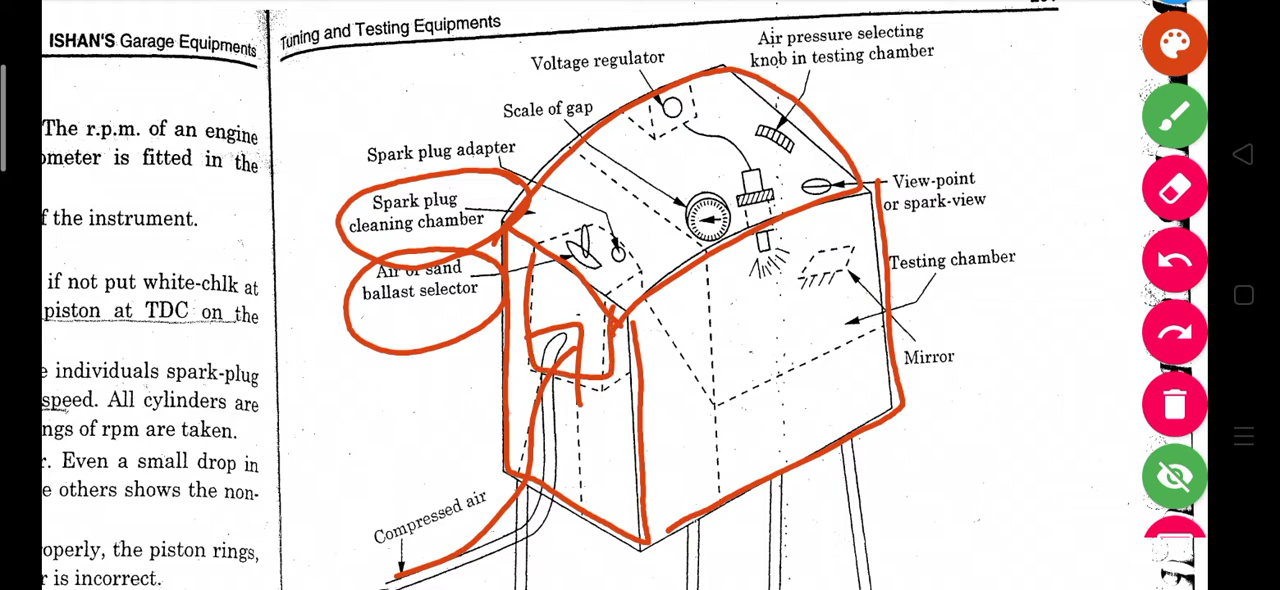 ISHAN'S Garage Equipments
The r.p.m. of an engine
ometer is fitted in the
f the instrument.
if not put white-chlk at
piston at TDC on the
e individuals spark-plug
speed. All cylinders are
ngs of rpm are taken.
r. Even a small drop in
e others shows the non-
operly, the piston rings,
r is incorrect.
Tuning and Testing Equipments
Air pressure selecting
knob in testing chamber
Voltage regulator
Scale of gap
Spark plug adapter
Spark plug
cleaning chamber
Air or sand
ballast selector
View-point
or spark-view
Testing chamber
Mirror
Compressed air